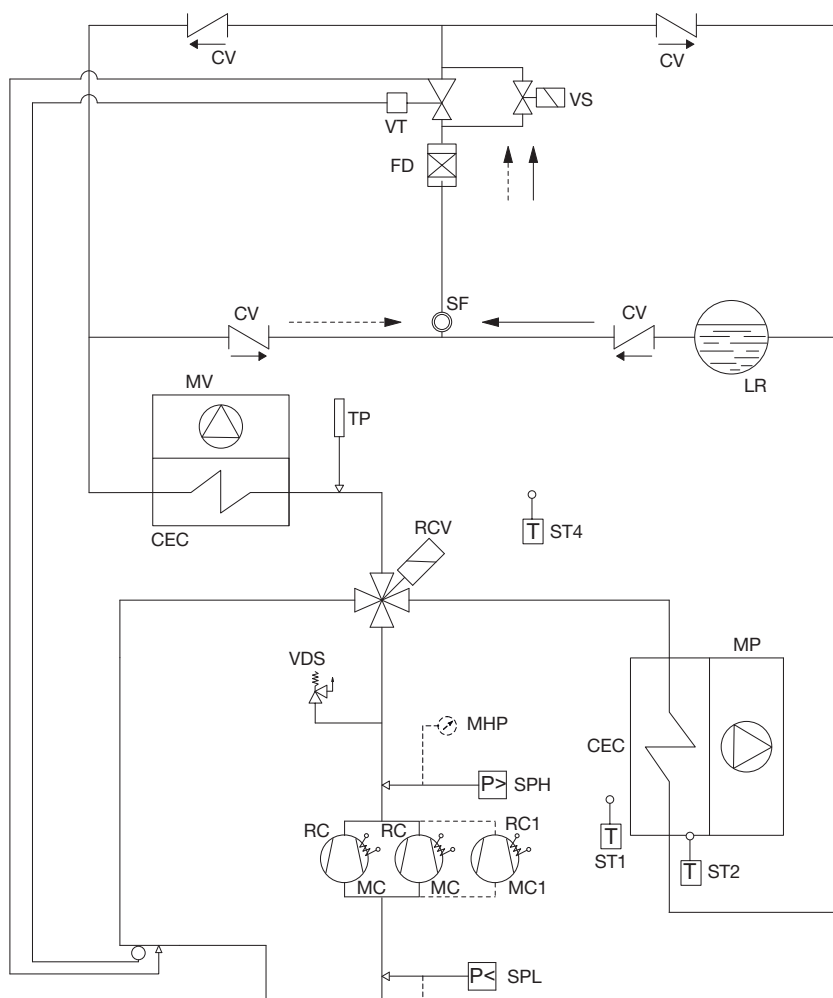 CV
CV
VT
VS
FD
SF
CV
CV
LR
MV
TP
CEC
RCV
T
ST4
VDS
MP
MHP
CEC
P>
SPH
RC
RC
RC1
MC
MC
MC1
T
ST1
T
ST2
P<
SPL